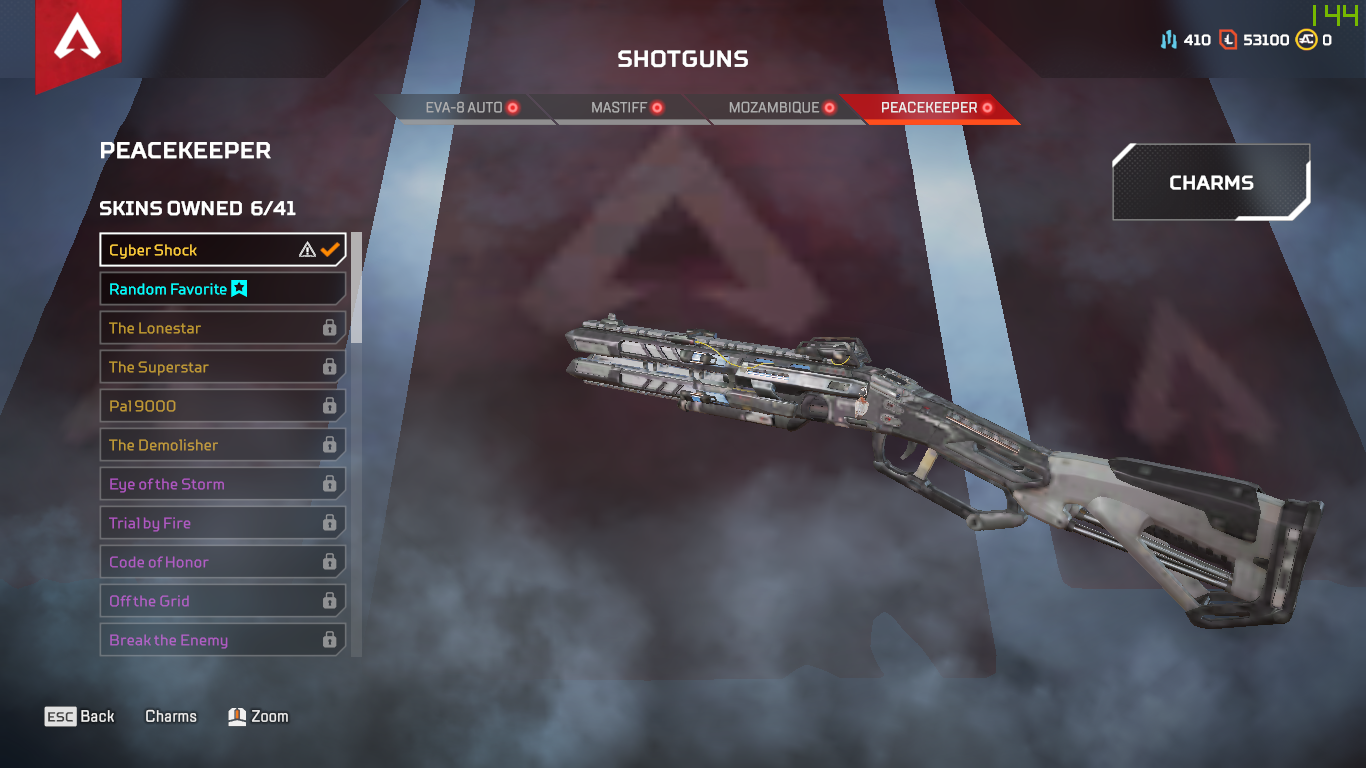 144
410 53100 0
SHOTGUNS
EVA-8 AUTO MASTIFF MOZAMBIQUE PEACEKEEPER
PEACEKEEPER
CHARMS
SKINS OWNED 6/41
Cyber Shock
Random Favorite
The Lonestar
The Superstar
Pal 9000
The Demolisher
Eye of the Storm
Trial by Fire
Code of Honor
Off the Grid
Break the Enemy
ESC Back Charms Zoom